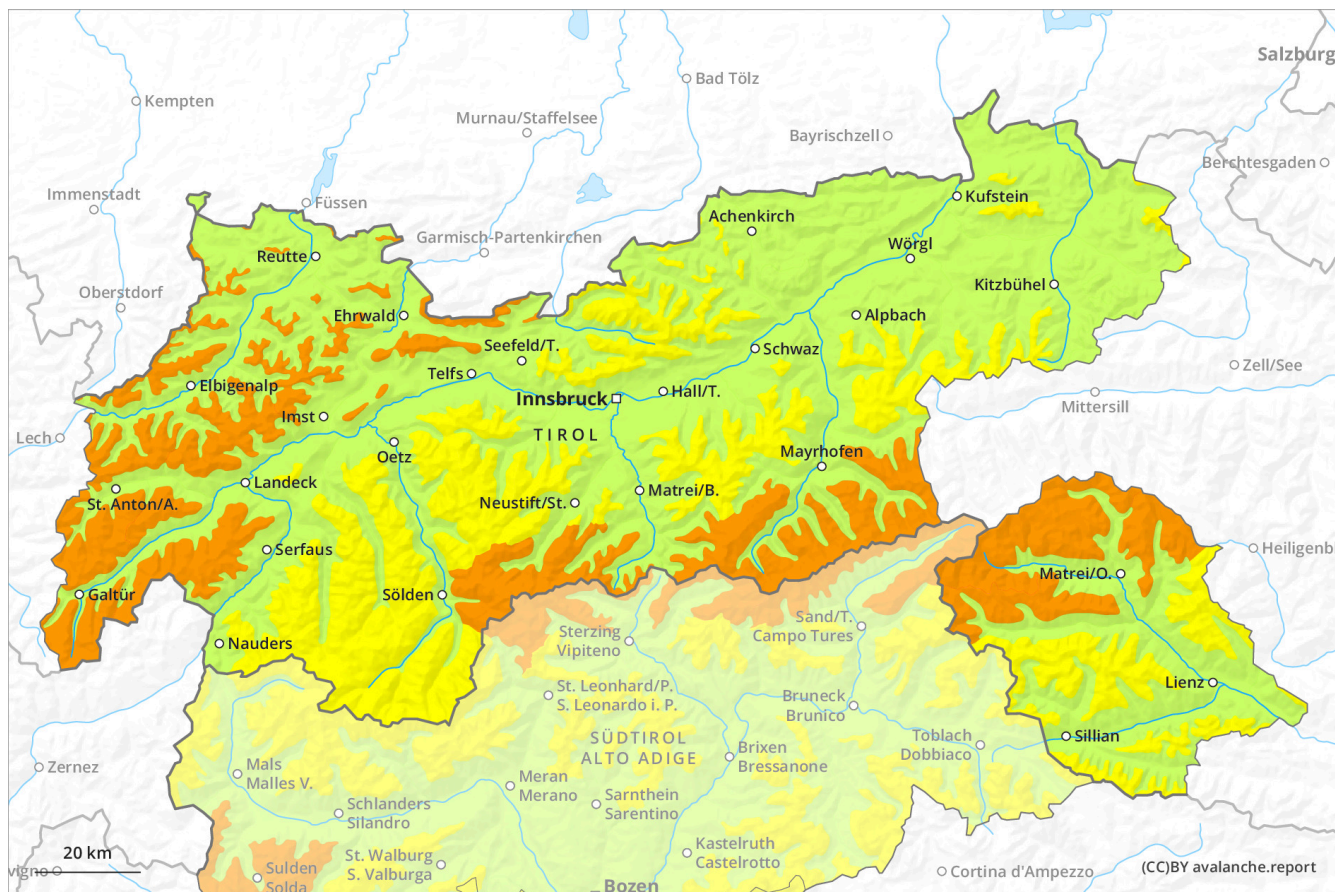 Salzburg
Bad Tölz
Kempten
Murnau/Staffelsee
Bayrischzell
Berchtesgaden
Immenstadt
Füssen
Kufstein
Achenkirch
Garmisch-Partenkirchen
Wörgl
Reutte
Kitzbühel
Oberstdorf
Ehrwald
Alpbach
Seefeld/T.
Schwaz
Zell/See
Telfs
Elbigenalp
Hall/T.
Innsbruck
Mittersill
Imst
TIROL
Lech
Mayrhofen
Oetz
Landeck
Matrei/B.
St. Anton/A.
Neustift/St.
Serfaus
Heiligenb
Matrei/O.
Galtür
Sölden
Sand/T.
Campo Tures
Sterzing
Vipiteno
Nauders
Lienz
St. Leonhard/P.
S. Leonardo i. P.
Bruneck
Brunico
SÜDTIROL
ALTO ADIGE
Toblach
Dobbiaco
Sillian
Brixen
Bressanone
Zernez
Mals
Malles V.
Meran
Merano
Sarnthein
Sarentino
Schlanders
Silandro
20 km
St. Walburg
S. Valburga
Kastelruth
Castelrotto
vigno
Sulden
Solda
Cortina d'Ampezzo
(CC)BY avalanche.report
Bozen